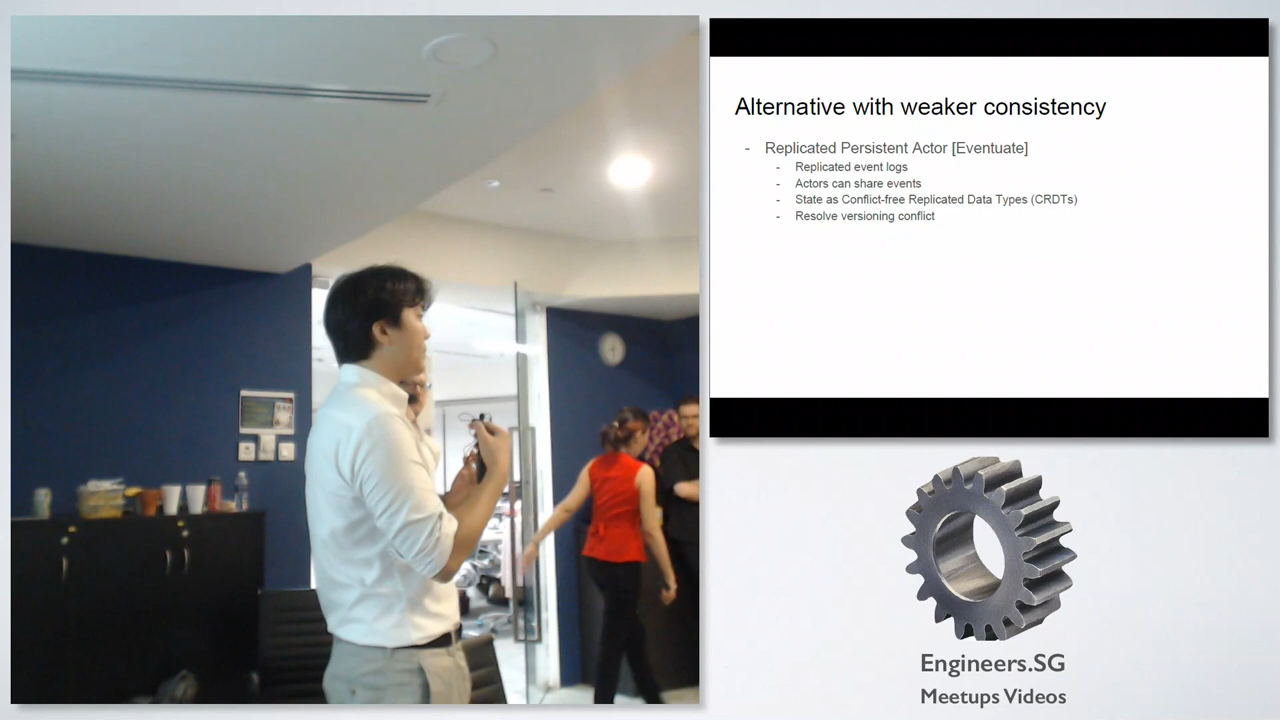 Alternative with weaker consistency
- Replicated Persistent Actor [Eventuate]
- Replicated event logs
- Actors can share events
- State as Conflict-free Replicated Data Types (CRDTs)
- Resolve versioning conflict
Engineers.SG
Meetups Videos